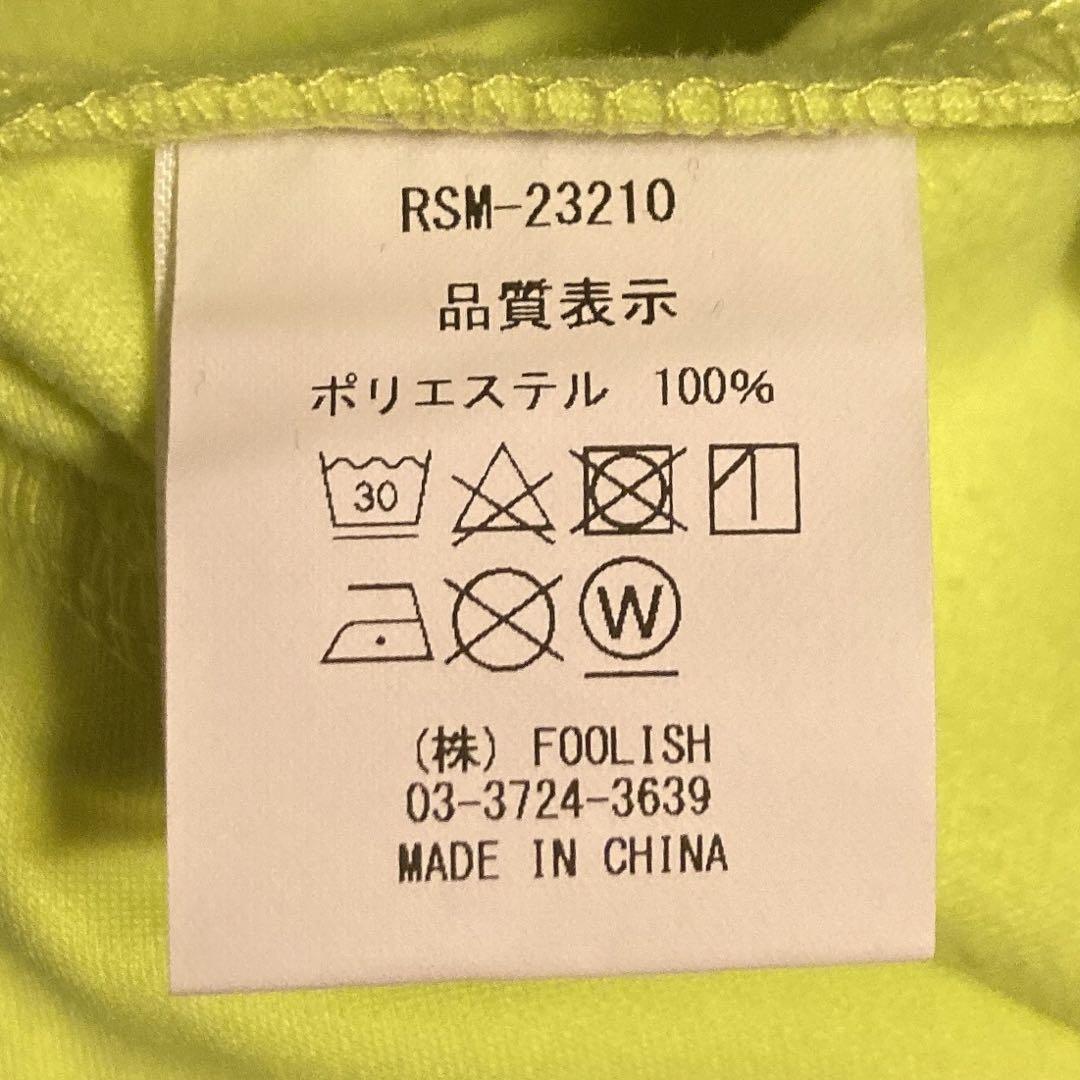 RSM-23210
品質表示
ポリエステル 100%
30
W
(株) FOOLISH
03-3724-3639
MADE IN CHINA